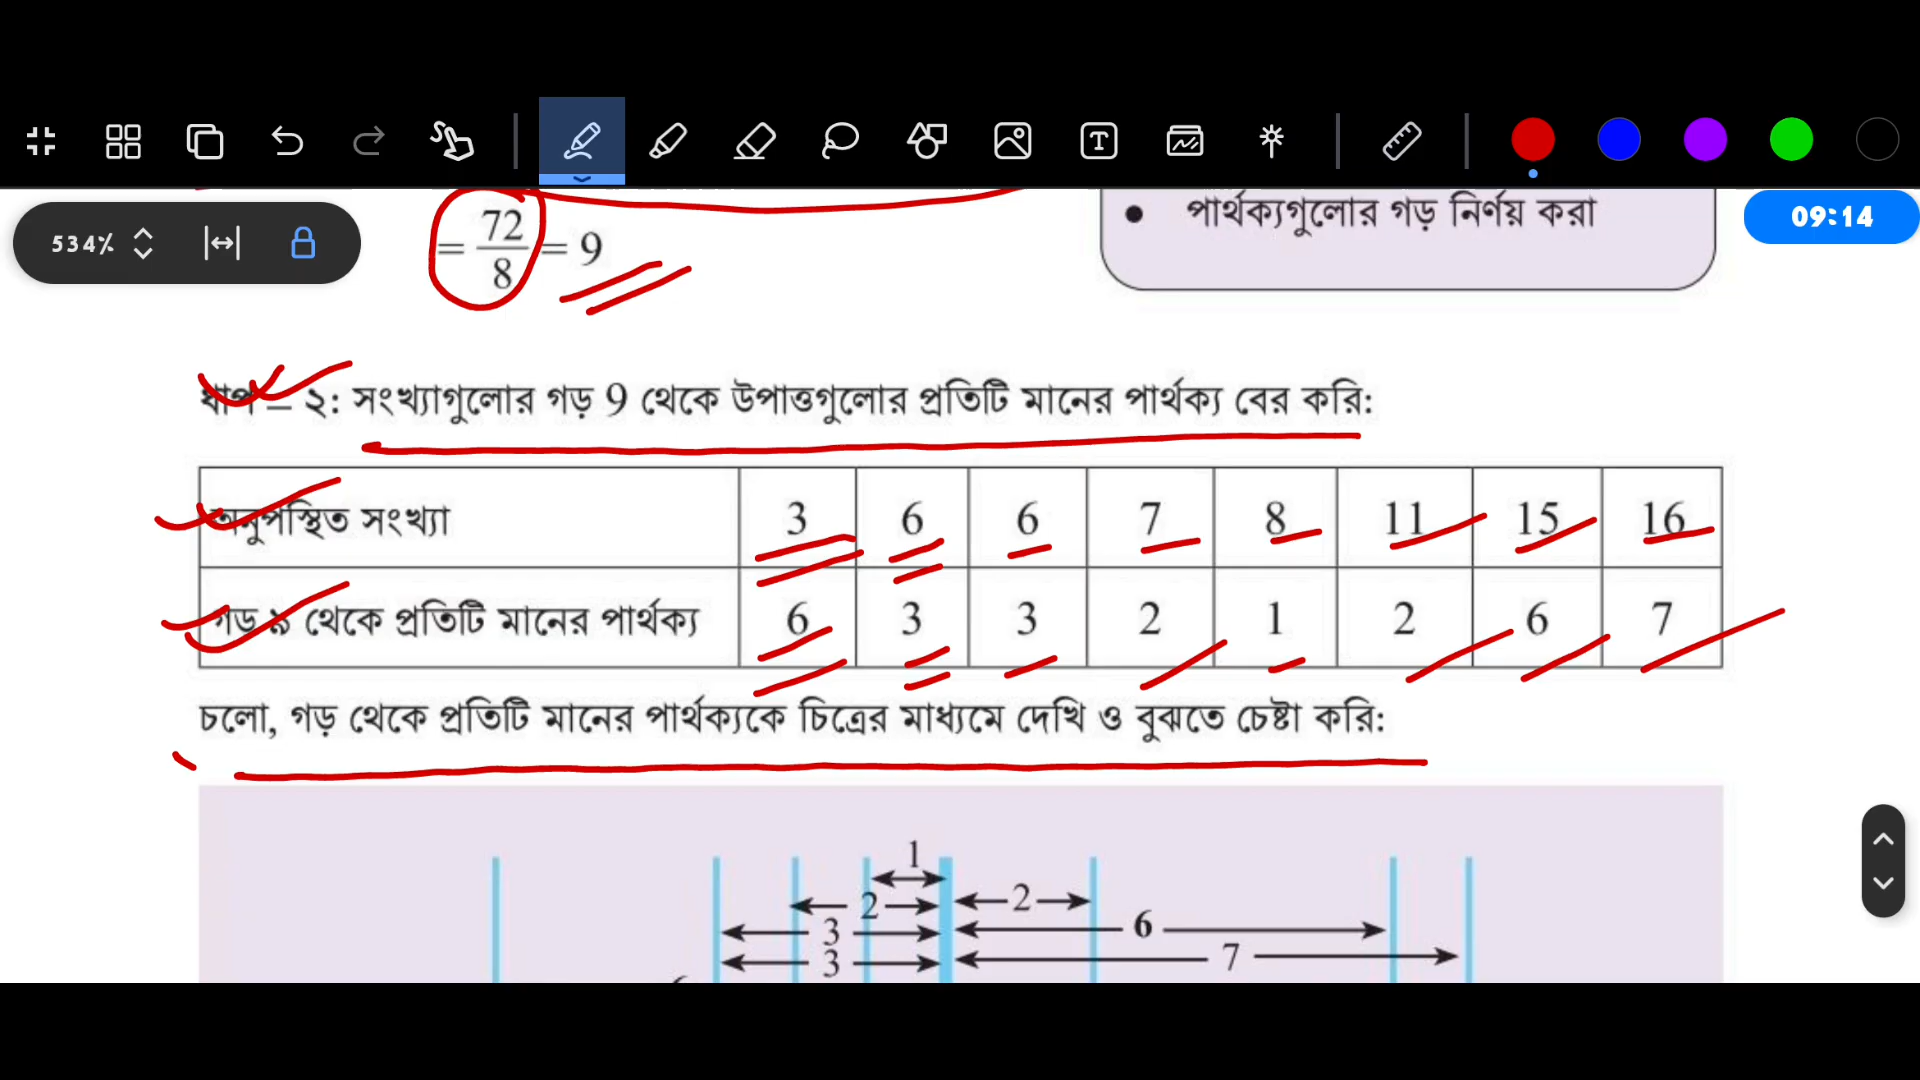 পার্থক্যগুলোর গড় নির্ণয় করা
09:14
534%
= 72/8 = 9
ধাপ – ২: সংখ্যাগুলোর গড় 9 থেকে উপাত্তগুলোর প্রতিটি মানের পার্থক্য বের করি:
অনুপস্থিত সংখ্যা 3 6 6 7 8 11 15 16
গড় ৯ থেকে প্রতিটি মানের পার্থক্য 6 3 3 2 1 2 6 7
চলো, গড় থেকে প্রতিটি মানের পার্থক্যকে চিত্রের মাধ্যমে দেখি ও বুঝতে চেষ্টা করি:
1
2 2
3 6
3 7